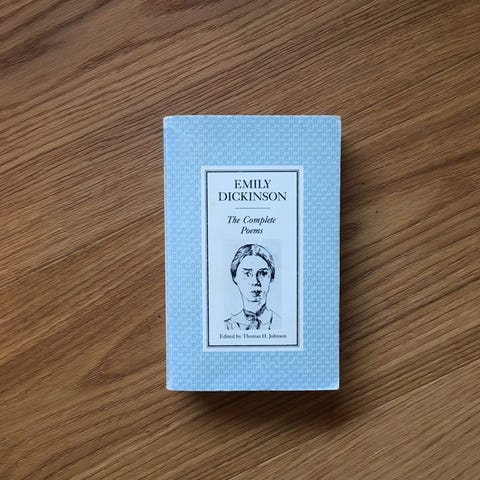 EMILY
DICKINSON
The Complete
Poems
Edited by Thomas H. Johnson